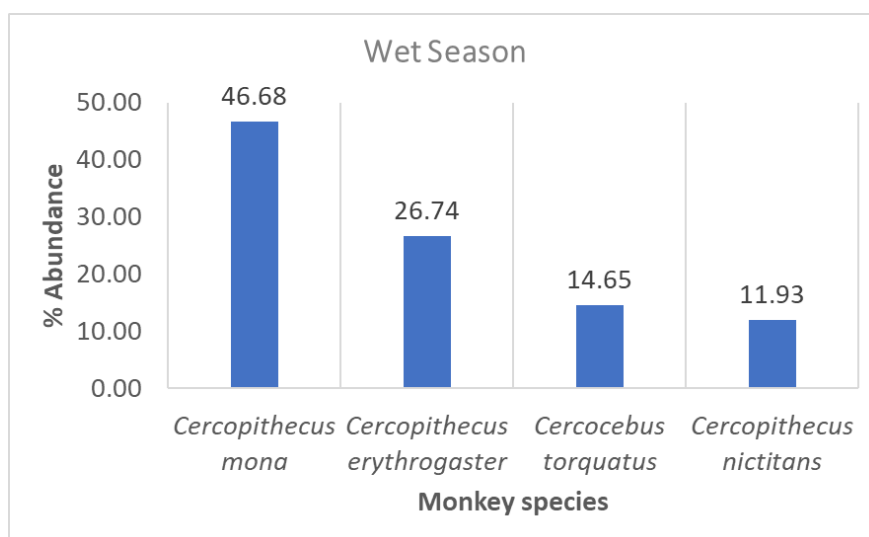 Wet Season
% Abundance
50.00
40.00
30.00
20.00
10.00
0.00
46.68
26.74
14.65
11.93
Cercopithecus mona
Cercopithecus erythrogaster
Cercocebus torquatus
Cercopithecus nictitans
Monkey species